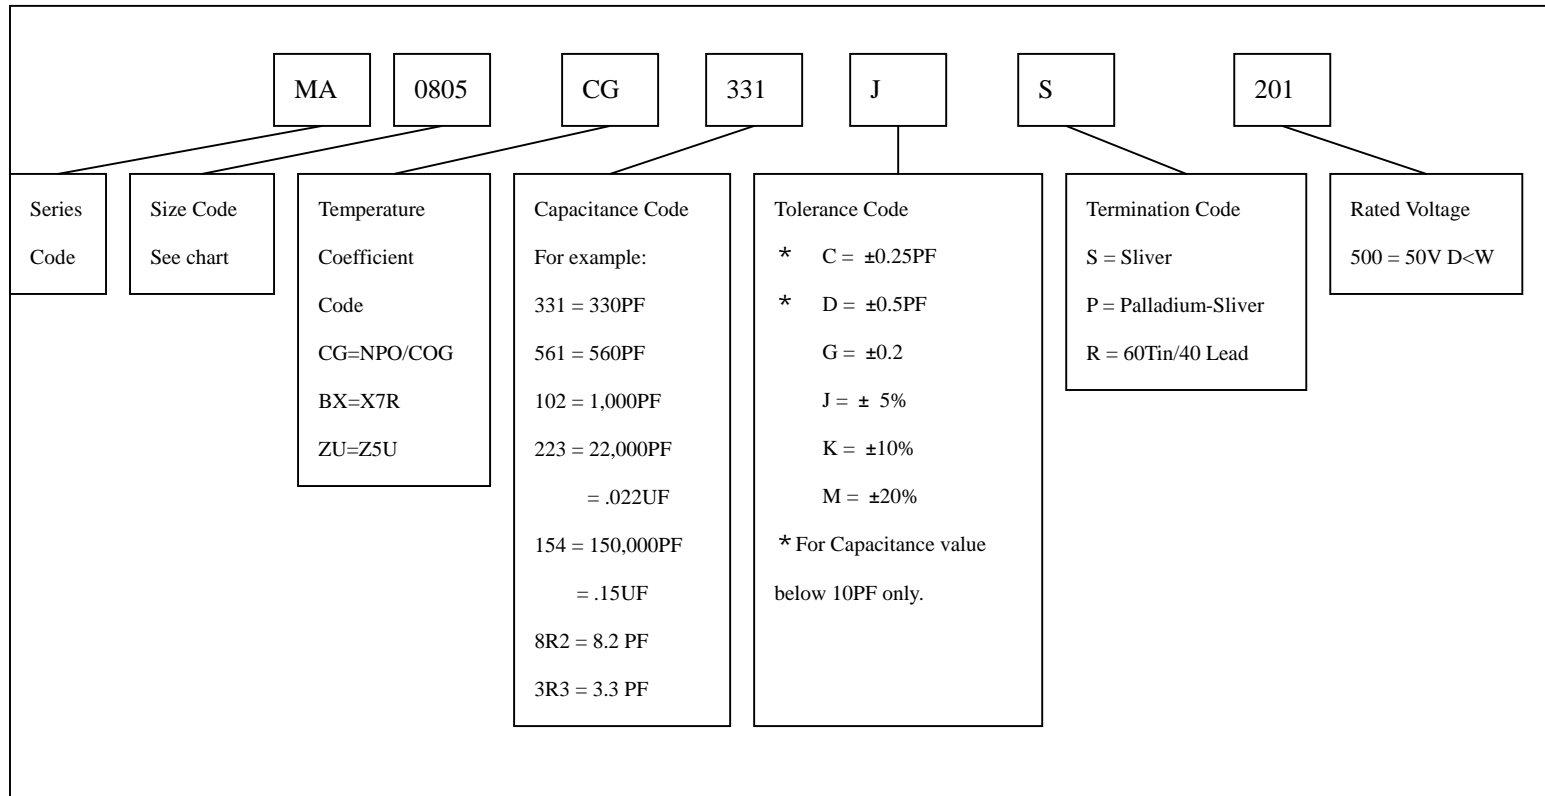 MA 0805 CG 331 J S 201
Series
Code
Size Code
See chart
Temperature
Coefficient
Code
CG=NPO/COG
BX=X7R
ZU=Z5U
Capacitance Code
For example:
331 = 330PF
561 = 560PF
102 = 1,000PF
223 = 22,000PF
= .022UF
154 = 150,000PF
= .15UF
8R2 = 8.2 PF
3R3 = 3.3 PF
Tolerance Code
* C = ±0.25PF
* D = ±0.5PF
G = ±0.2
J = ± 5%
K = ±10%
M = ±20%
* For Capacitance value
below 10PF only.
Termination Code
S = Sliver
P = Palladium-Sliver
R = 60Tin/40 Lead
Rated Voltage
500 = 50V D<W